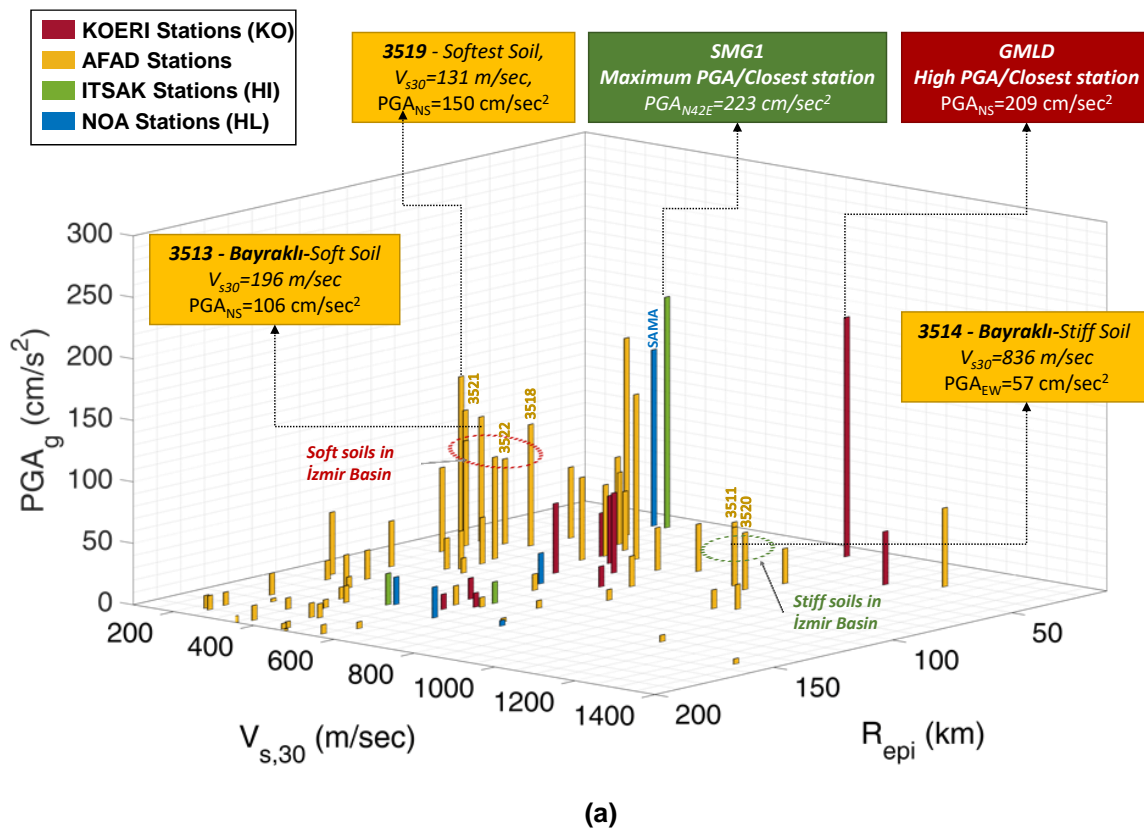 KOERI Stations (KO)
AFAD Stations
ITSAK Stations (HI)
NOA Stations (HL)
3519 - Softest Soil,
Vs30=131 m/sec,
PGANS=150 cm/sec2
SMG1
Maximum PGA/Closest station
PGAN42E=223 cm/sec2
GMLD
High PGA/Closest station
PGANS=209 cm/sec2
3513 - Bayraklı-Soft Soil
Vs30=196 m/sec
PGANS=106 cm/sec2
3514 - Bayraklı-Stiff Soil
Vs30=836 m/sec
PGAEW=57 cm/sec2
SAMA
3521
3522
3518
3511
3520
Soft soils in
İzmir Basin
Stiff soils in
İzmir Basin
PGAg (cm/s2)
300
250
200
150
100
50
0
200
400
600
800
1000
1200
1400
Vs,30 (m/sec)
200
150
100
50
Repi (km)
(a)